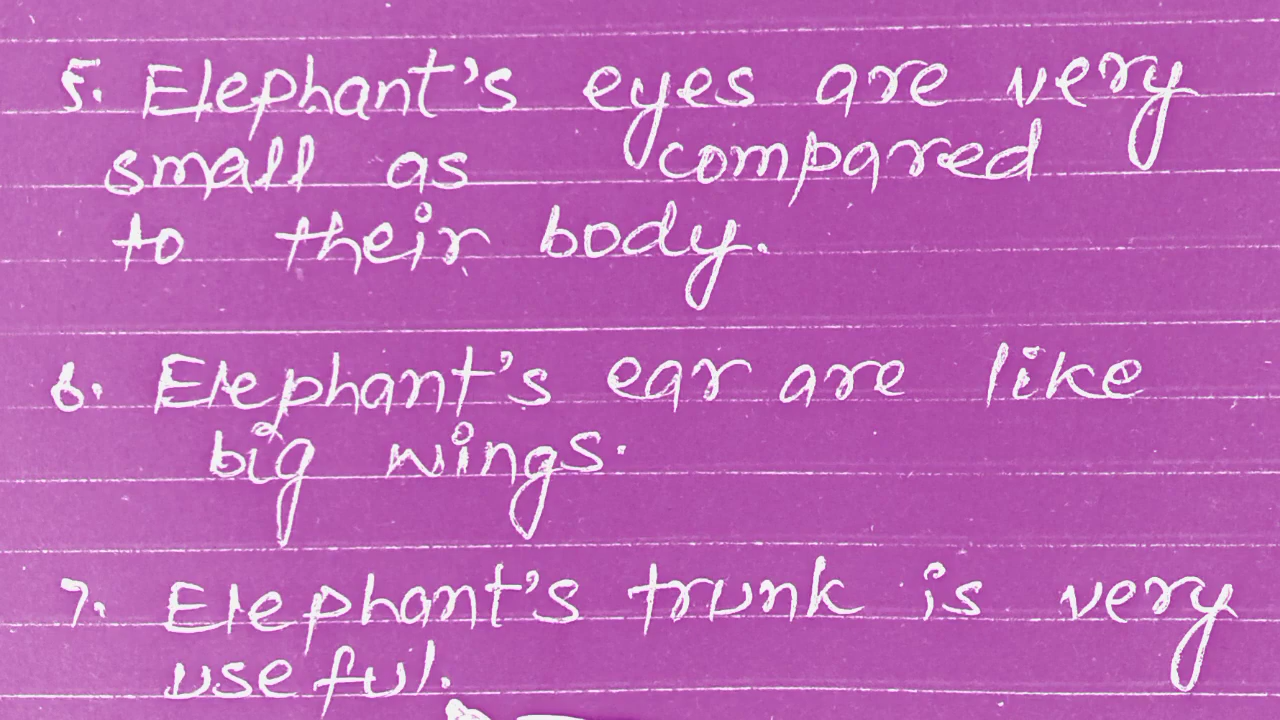 5. Elephant's eyes are very
small as compared
to their body.
6. Elephant's ear are like
big wings.
7. Elephant's trunk is very
useful.